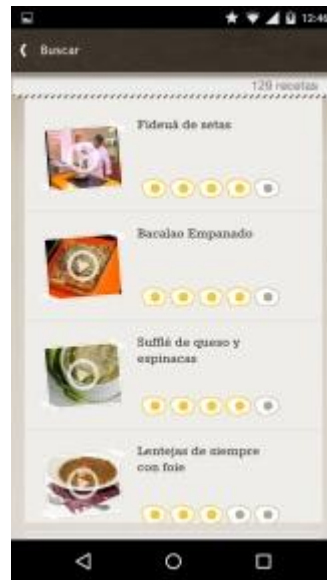 12:46
Buscar
129 recetas
Fideuá de setas
Bacalao Empanado
Sufflé de queso y
espinacas
Lentejas de siempre
con foie